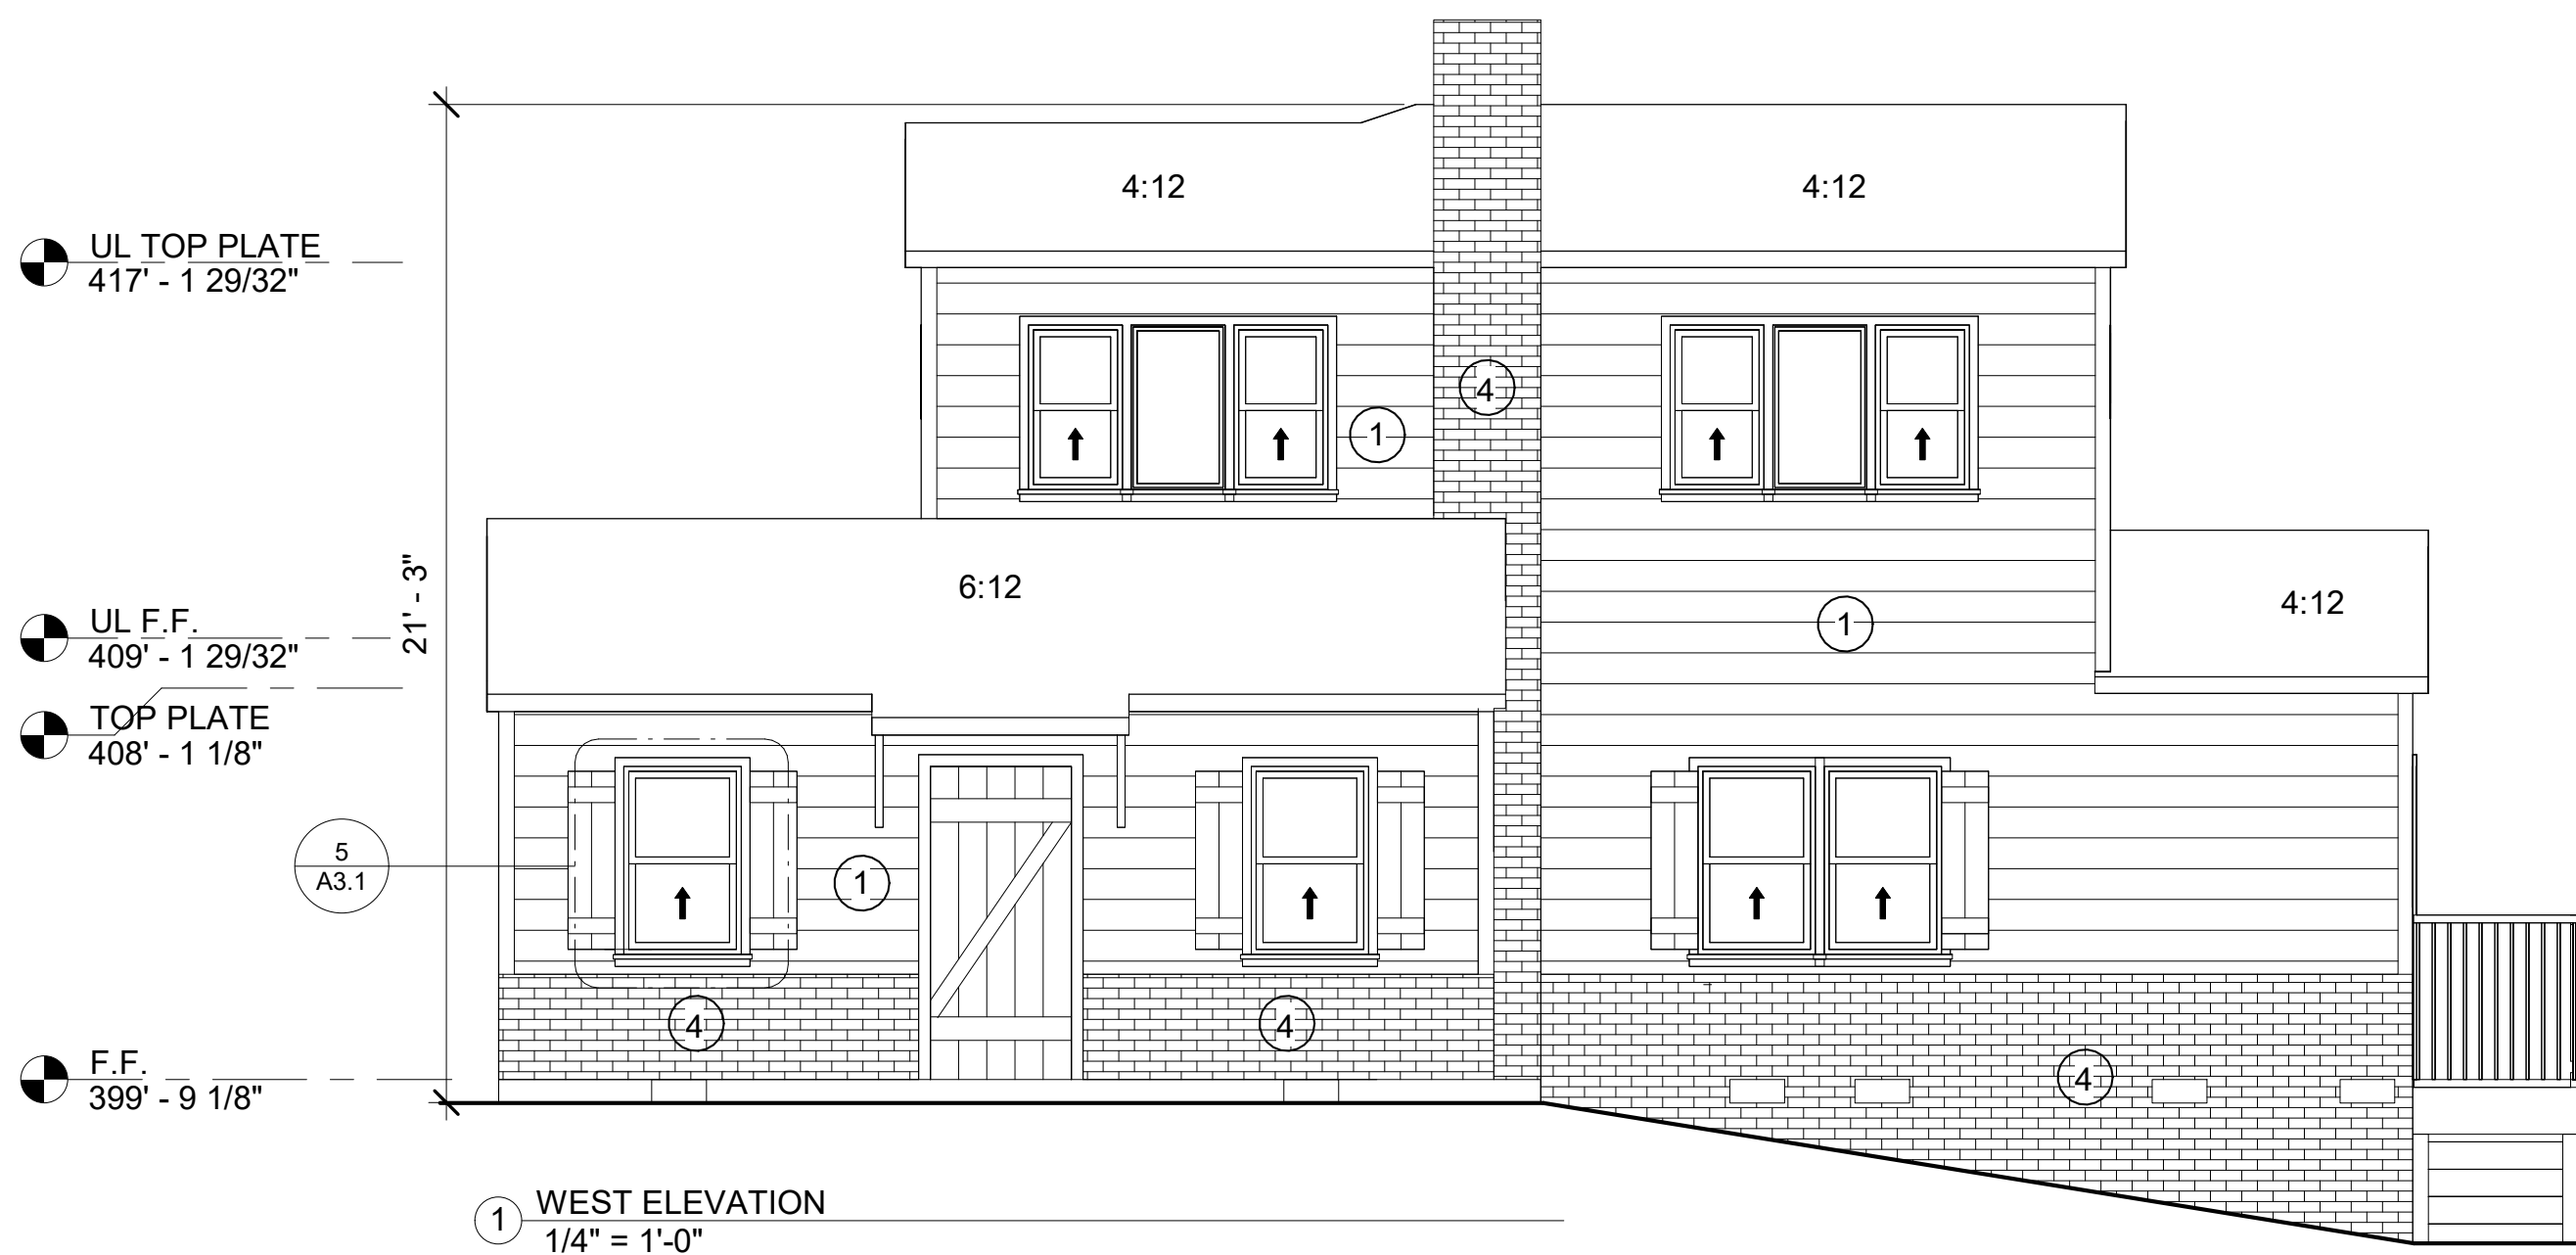 4:12
4:12
UL TOP PLATE
417' - 1 29/32"
4
1
6:12
4:12
21' - 3"
UL F.F.
409' - 1 29/32"
1
TOP PLATE
408' - 1 1/8"
5
A3.1
1
4
4
4
F.F.
399' - 9 1/8"
1
WEST ELEVATION
1/4" = 1'-0"